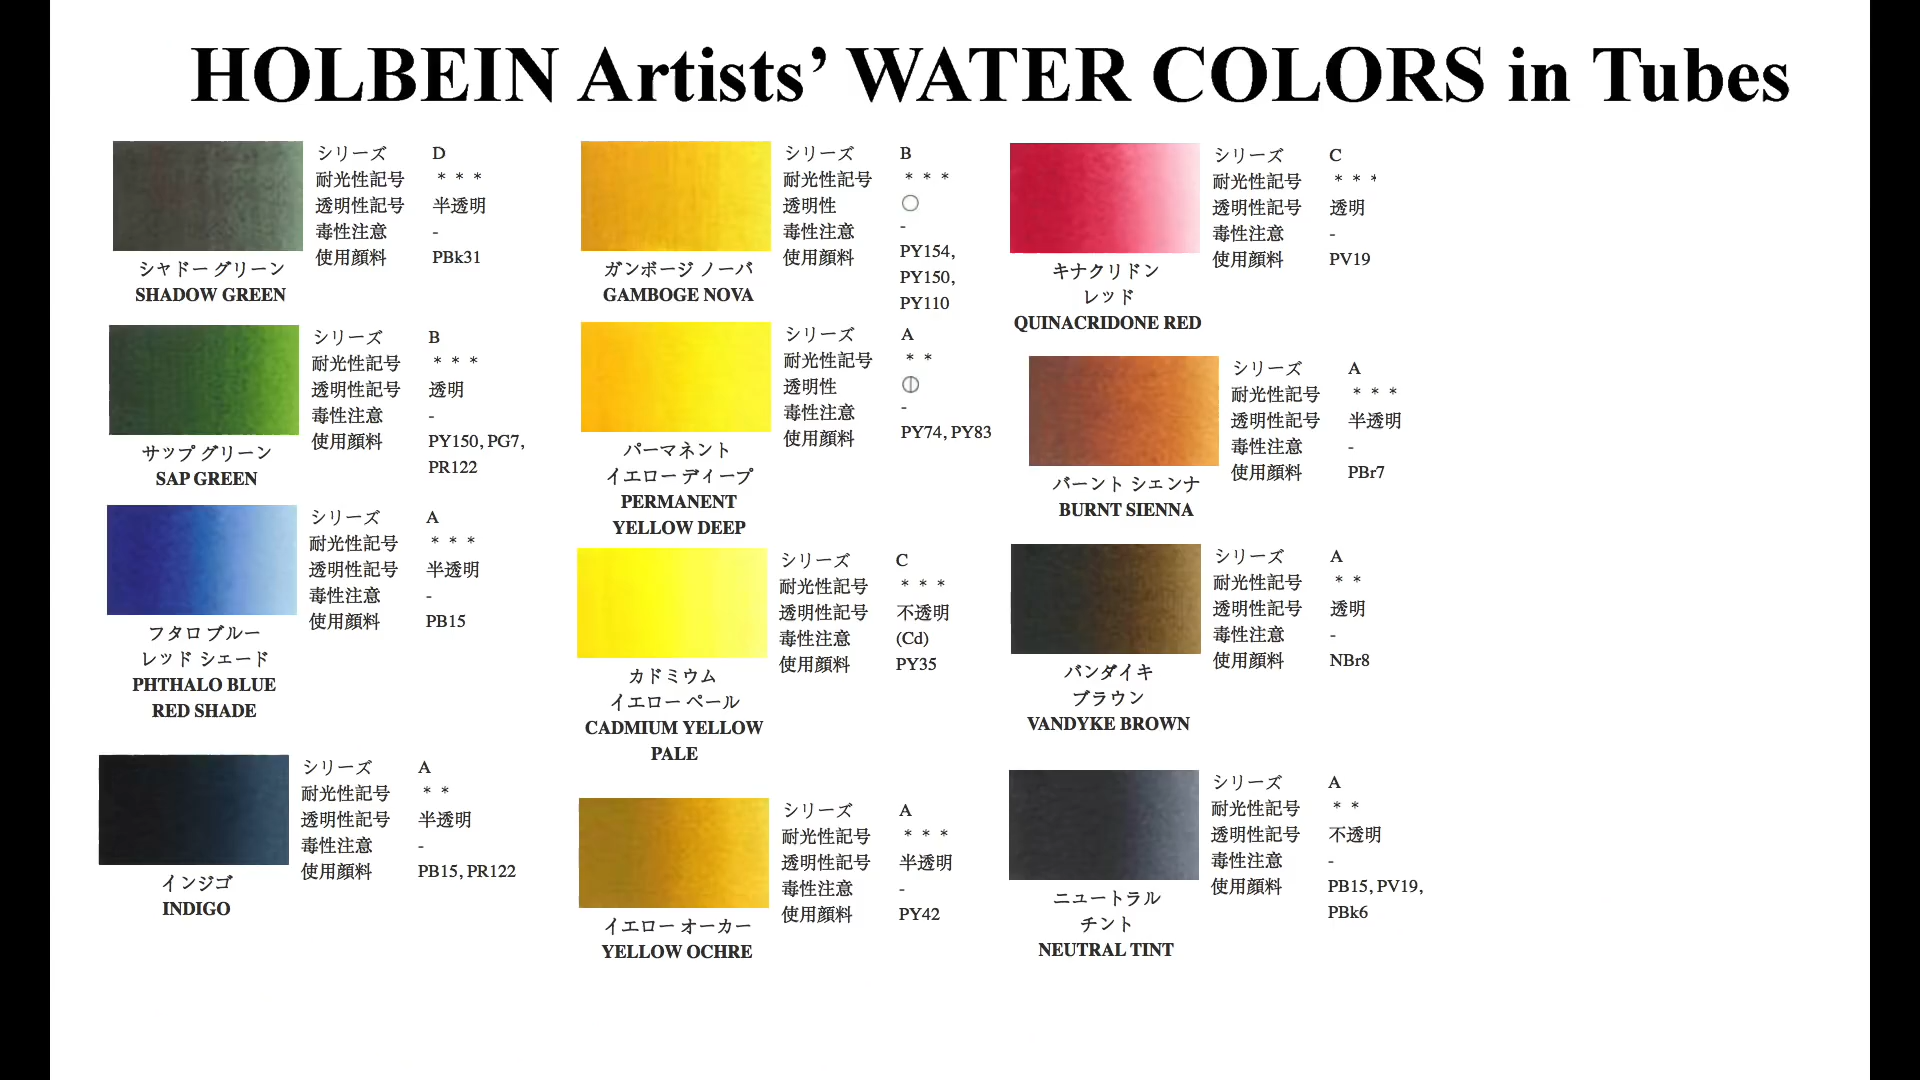 HOLBEIN Artists’ WATER COLORS in Tubes
シリーズ D
耐光性記号 * * *
透明性記号 半透明
毒性注意 -
使用顔料 PBk31
シャドー グリーン
SHADOW GREEN
シリーズ B
耐光性記号 * * *
透明性記号 透明
毒性注意 -
使用顔料 PY150, PG7,
PR122
サップ グリーン
SAP GREEN
シリーズ A
耐光性記号 * * *
透明性記号 半透明
毒性注意 -
使用顔料 PB15
フタロ ブルー
レッド シェード
PHTHALO BLUE
RED SHADE
シリーズ A
耐光性記号 * *
透明性記号 半透明
毒性注意 -
使用顔料 PB15, PR122
インジゴ
INDIGO
シリーズ B
耐光性記号 * * *
透明性 ○
毒性注意 -
使用顔料 PY154,
PY150,
PY110
ガンボージ ノーバ
GAMBOGE NOVA
シリーズ A
耐光性記号 * *
透明性 ⦶
毒性注意 -
使用顔料 PY74, PY83
パーマネント
イエロー ディープ
PERMANENT
YELLOW DEEP
シリーズ C
耐光性記号 * * *
透明性記号 不透明
毒性注意 (Cd)
使用顔料 PY35
カドミウム
イエロー ペール
CADMIUM YELLOW
PALE
シリーズ A
耐光性記号 * * *
透明性記号 半透明
毒性注意 -
使用顔料 PY42
イエロー オーカー
YELLOW OCHRE
シリーズ C
耐光性記号 * * *
透明性記号 透明
毒性注意 -
使用顔料 PV19
キナクリドン
レッド
QUINACRIDONE RED
シリーズ A
耐光性記号 * * *
透明性記号 半透明
毒性注意 -
使用顔料 PBr7
バーント シェンナ
BURNT SIENNA
シリーズ A
耐光性記号 * *
透明性記号 透明
毒性注意 -
使用顔料 NBr8
バンダイキ
ブラウン
VANDYKE BROWN
シリーズ A
耐光性記号 * *
透明性記号 不透明
毒性注意 -
使用顔料 PB15, PV19,
PBk6
ニュートラル
チント
NEUTRAL TINT